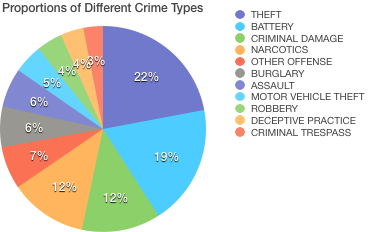 Proportions of Different Crime Types
THEFT
BATTERY
CRIMINAL DAMAGE
NARCOTICS
OTHER OFFENSE
BURGLARY
ASSAULT
MOTOR VEHICLE THEFT
ROBBERY
DECEPTIVE PRACTICE
CRIMINAL TRESPASS
22%
19%
12%
12%
7%
6%
6%
5%
4%
4%
3%